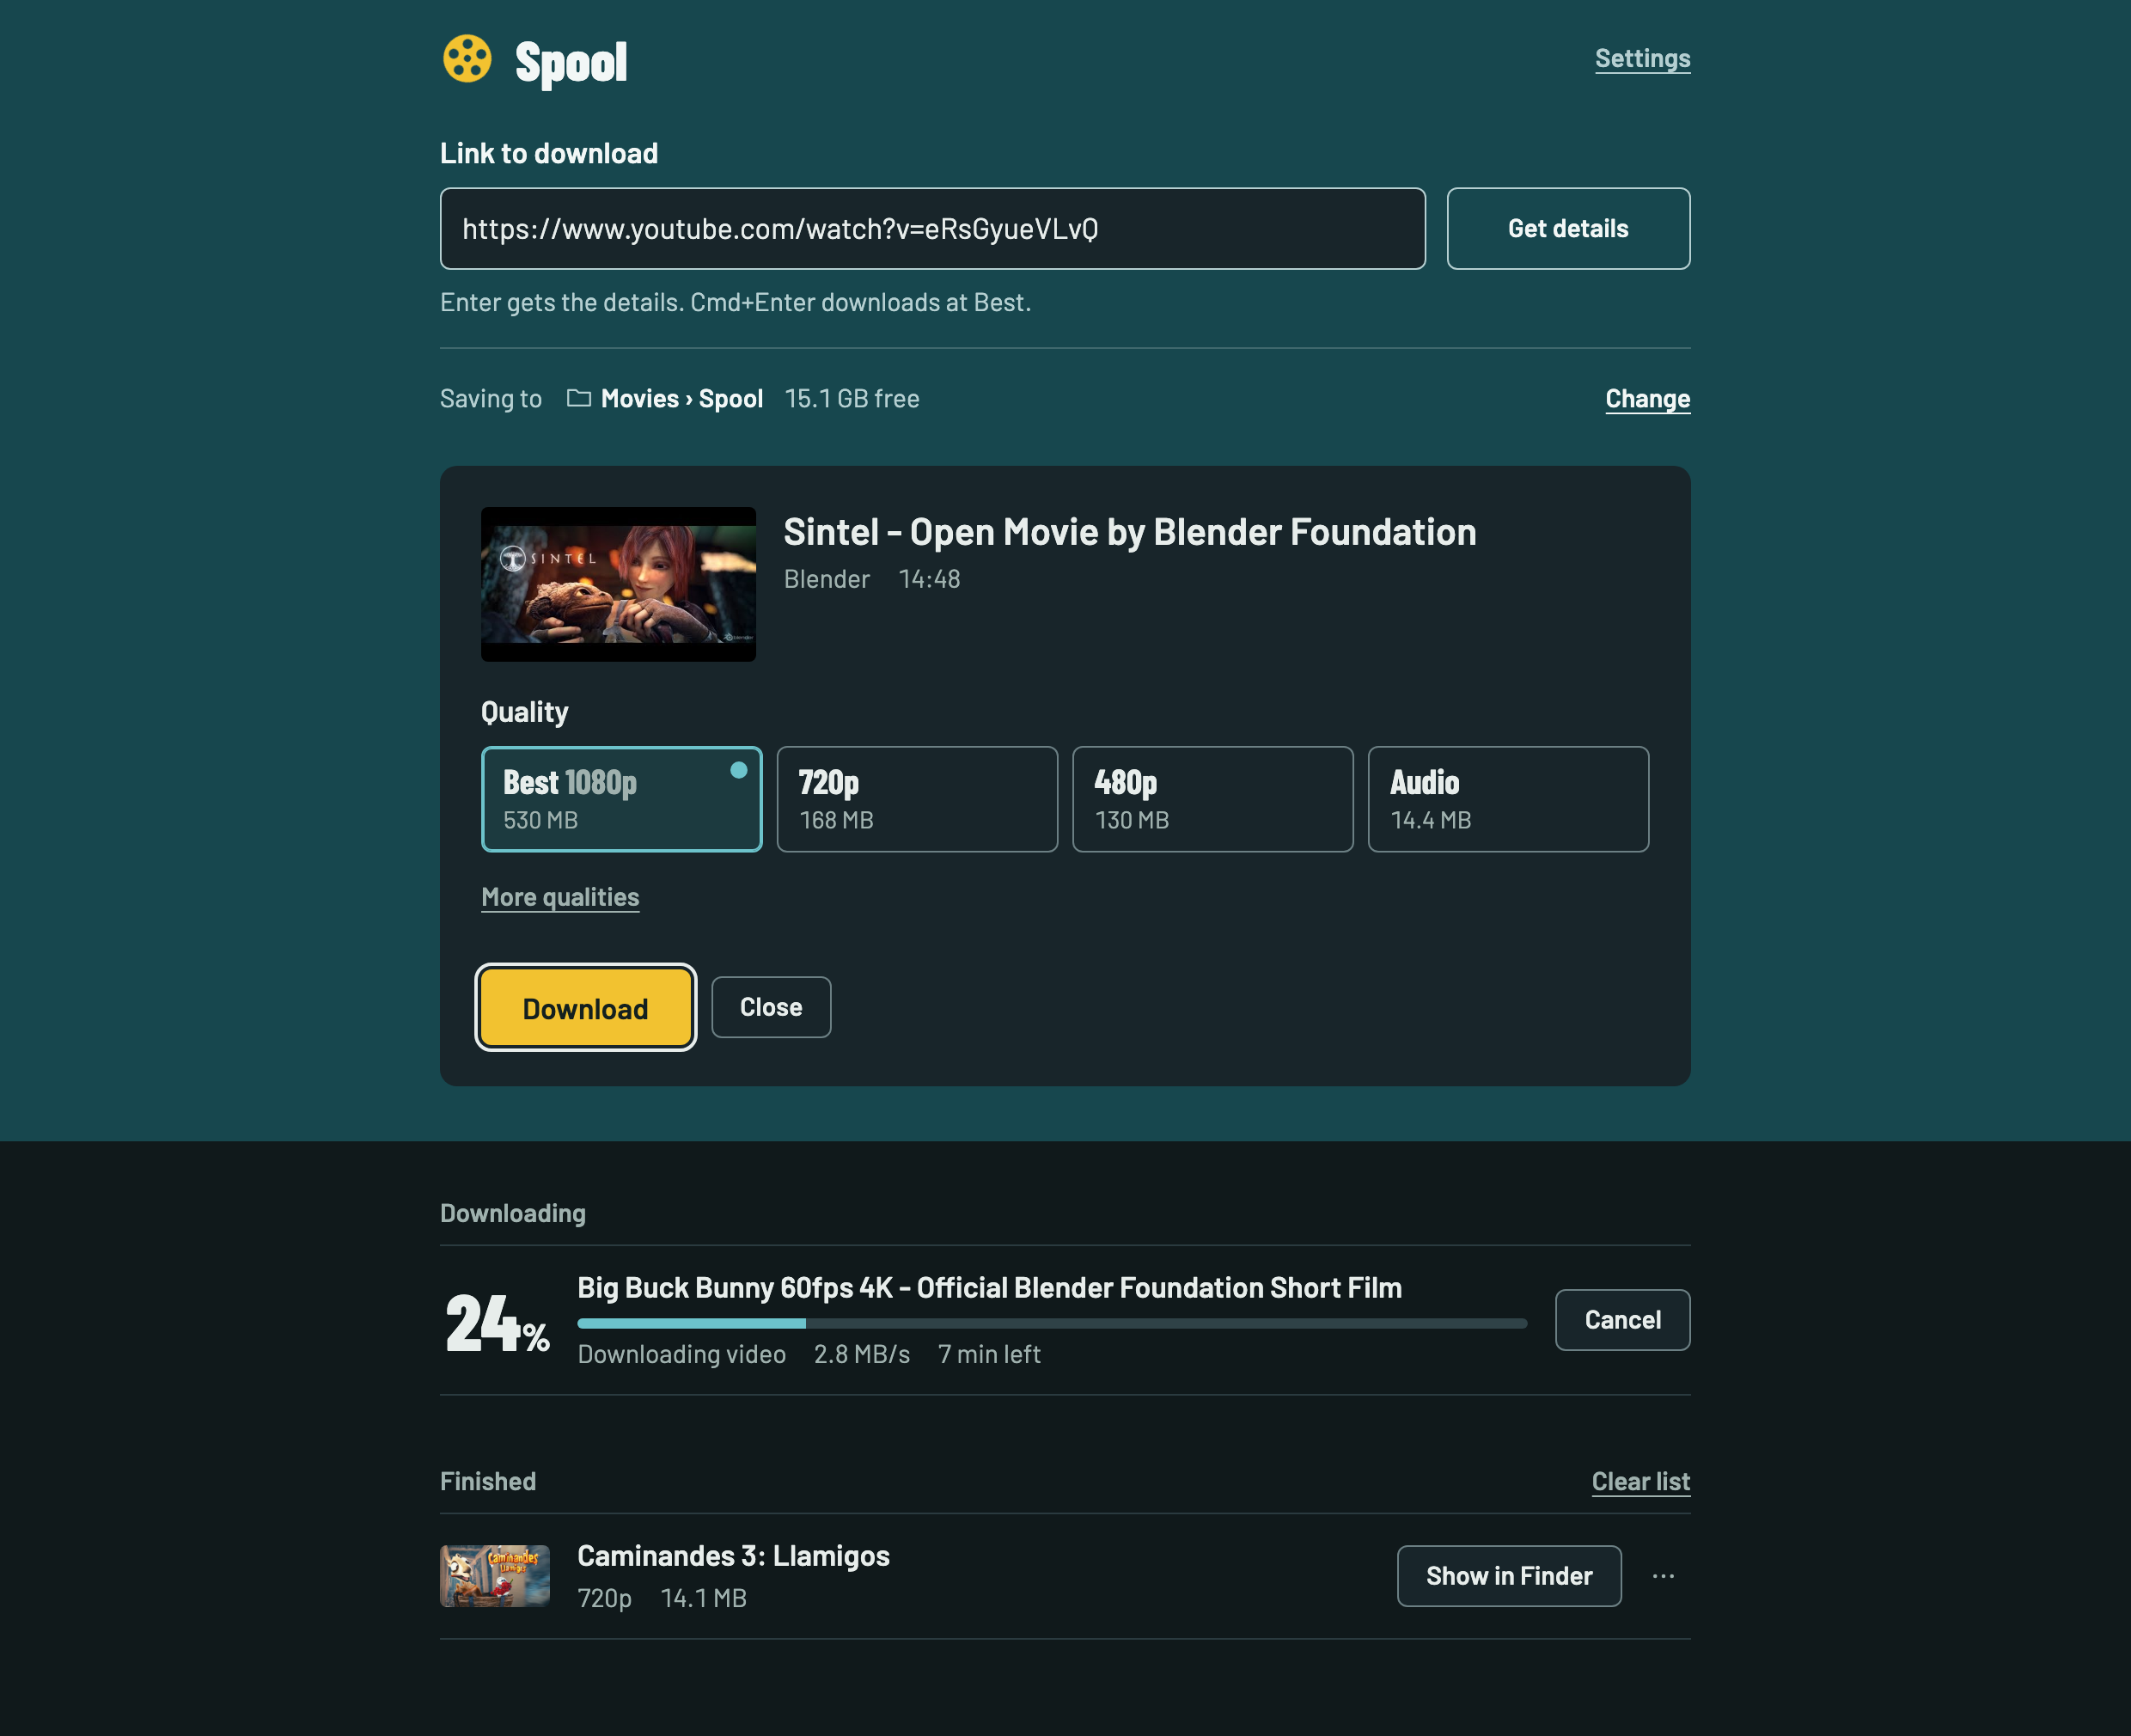 Spool
Settings
Link to download
https://www.youtube.com/watch?v=eRsGyueVLvQ
Get details
Enter gets the details. Cmd+Enter downloads at Best.
Saving to Movies › Spool 15.1 GB free
Change
SINTEL
Sintel - Open Movie by Blender Foundation
Blender 14:48
Quality
Best 1080p
530 MB
720p
168 MB
480p
130 MB
Audio
14.4 MB
More qualities
Download
Close
Downloading
24%
Big Buck Bunny 60fps 4K - Official Blender Foundation Short Film
Downloading video 2.8 MB/s 7 min left
Cancel
Finished
Clear list
Caminandes
Llamigos
Caminandes 3: Llamigos
720p 14.1 MB
Show in Finder
···